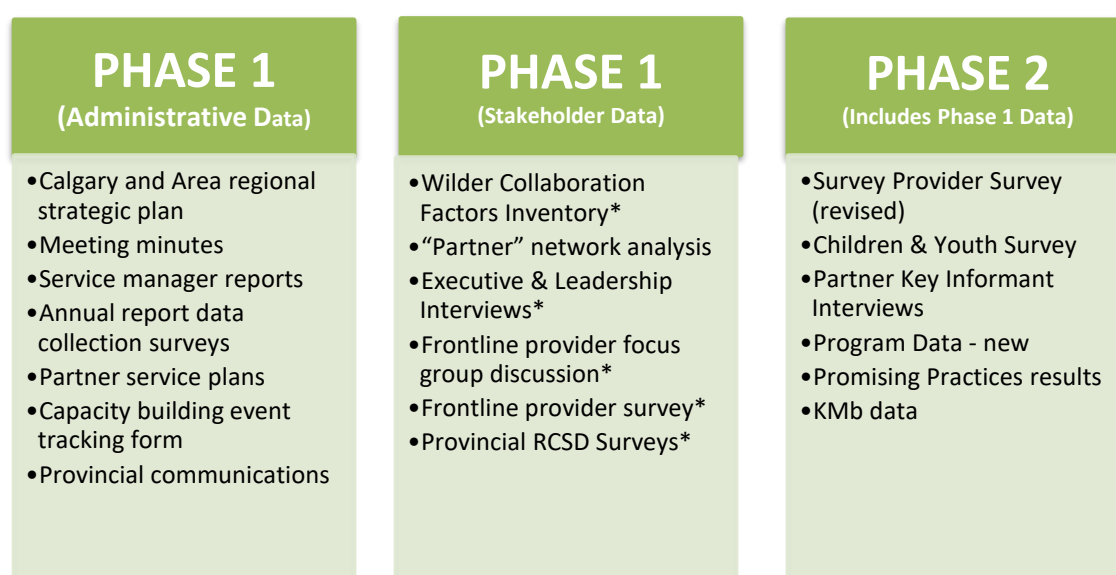 PHASE 1
(Administrative Data)
•Calgary and Area regional
strategic plan
•Meeting minutes
•Service manager reports
•Annual report data
collection surveys
•Partner service plans
•Capacity building event
tracking form
•Provincial communications
PHASE 1
(Stakeholder Data)
•Wilder Collaboration
Factors Inventory*
•“Partner” network analysis
•Executive & Leadership
Interviews*
•Frontline provider focus
group discussion*
•Frontline provider survey*
•Provincial RCSD Surveys*
PHASE 2
(Includes Phase 1 Data)
•Survey Provider Survey
(revised)
•Children & Youth Survey
•Partner Key Informant
Interviews
•Program Data - new
•Promising Practices results
•KMb data